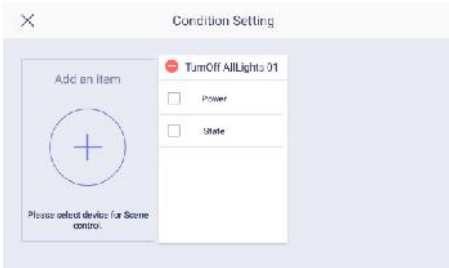 Condition Setting
Add an item
Please select device for Scene
control.
TurnOff AllLights 01
Power
State